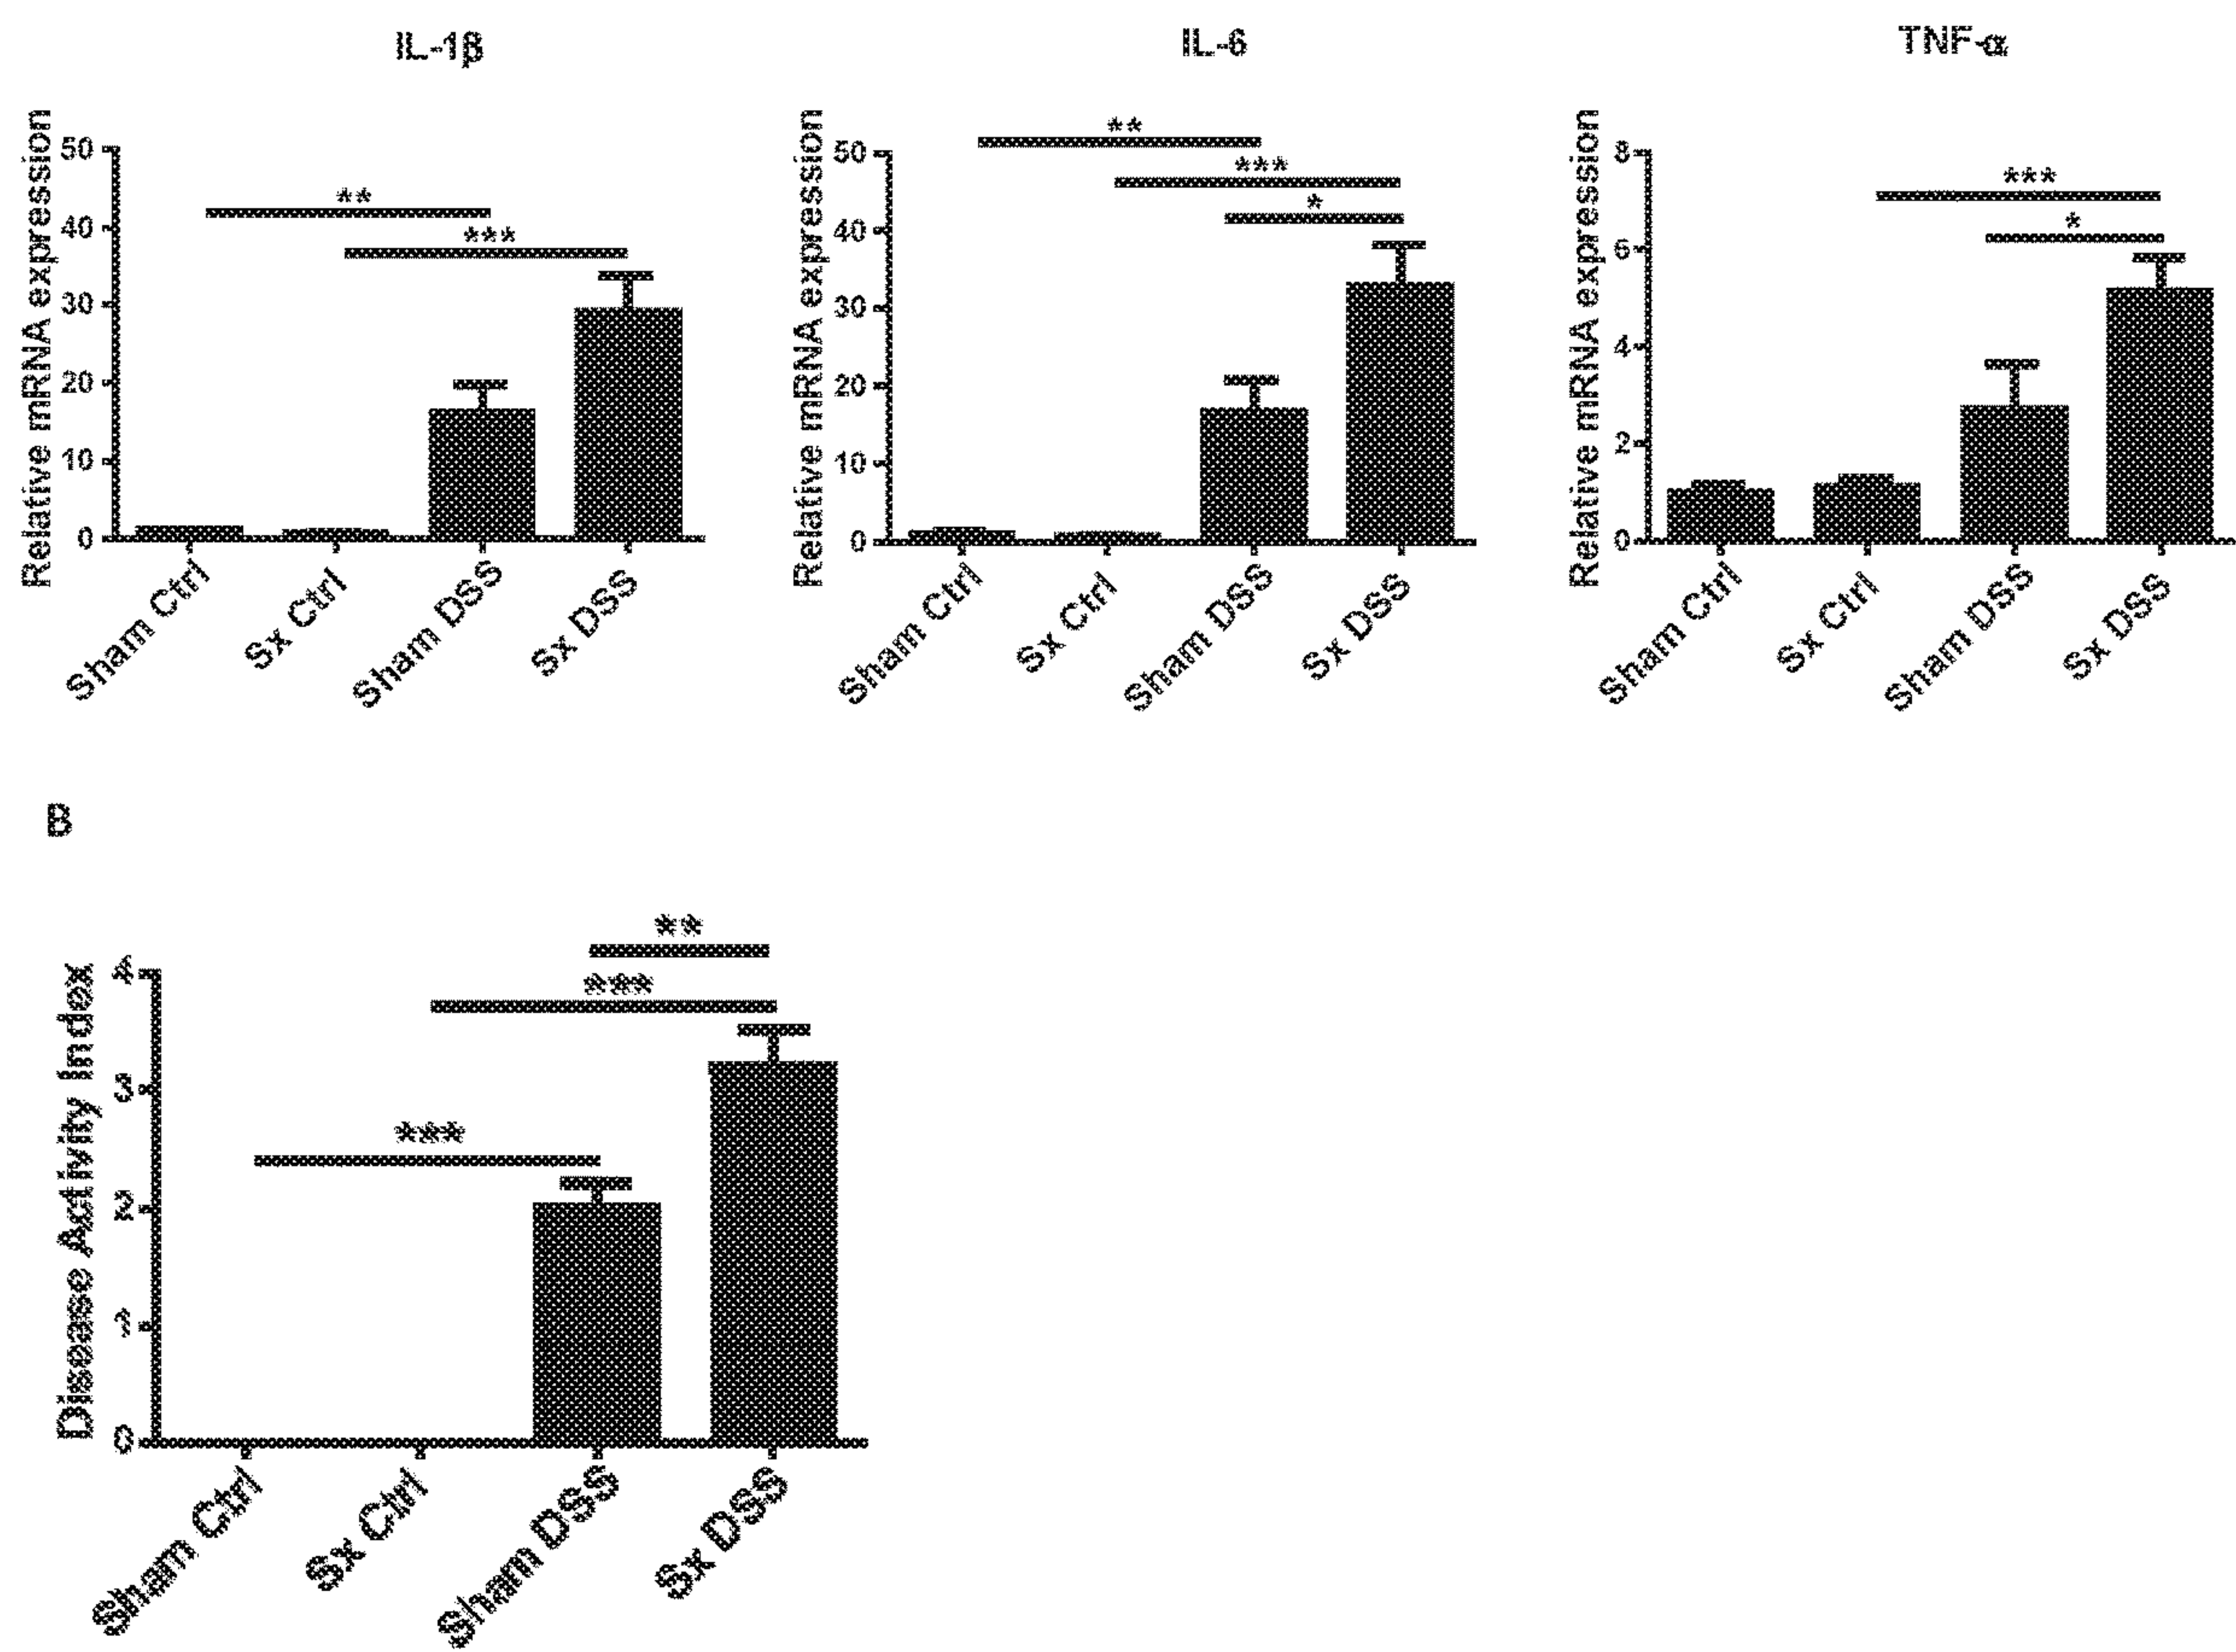 IL-1β
Relative mRNA expression
50
40
30
20
10
0
**
***
Sham Ctrl
Sx Ctrl
Sham DSS
Sx DSS
IL-6
Relative mRNA expression
50
40
30
20
10
0
**
***
*
Sham Ctrl
Sx Ctrl
Sham DSS
Sx DSS
TNF-α
Relative mRNA expression
8
6
4
2
0
***
*
Sham Ctrl
Sx Ctrl
Sham DSS
Sx DSS
B
Disease Activity Index
4
3
2
1
0
**
***
***
Sham Ctrl
Sx Ctrl
Sham DSS
Sx DSS